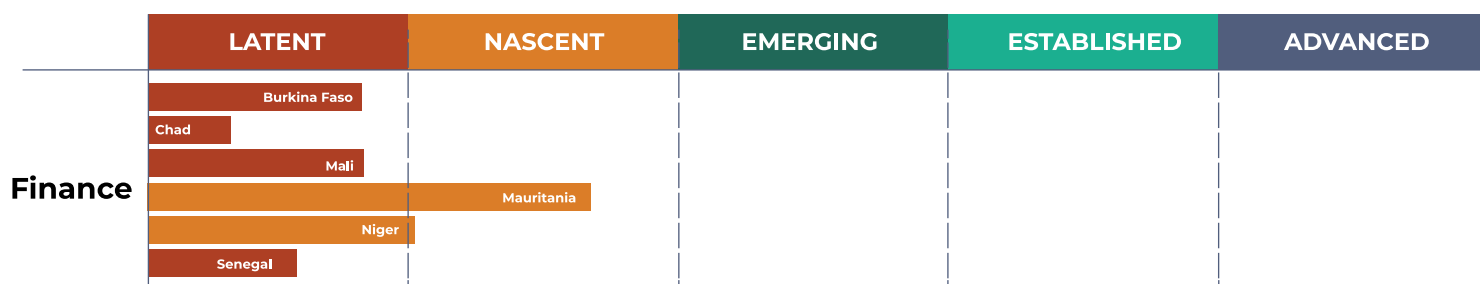 LATENT NASCENT EMERGING ESTABLISHED ADVANCED
Burkina Faso
Chad
Mali
Finance
Mauritania
Niger
Senegal